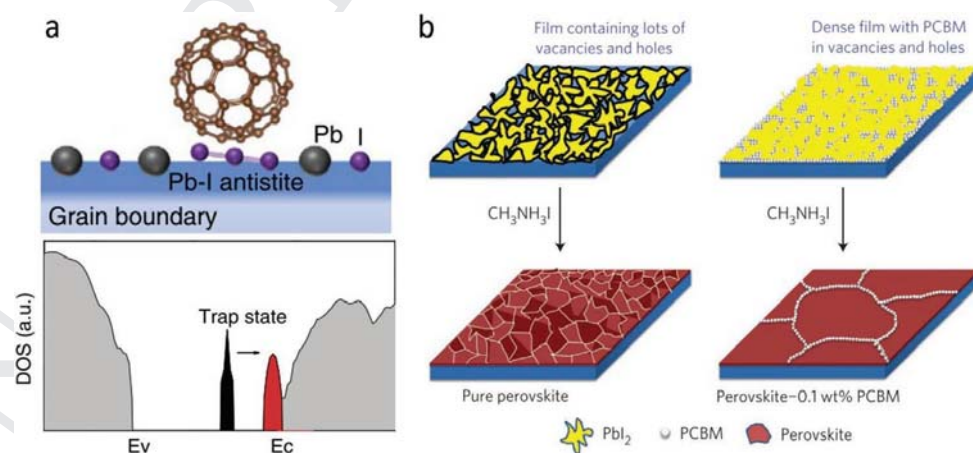 a
Pb
I
Pb-I antistite
Grain boundary
DOS (a.u.)
Trap state
Ev
Ec
b
Film containing lots of
vacancies and holes
Dense film with PCBM
in vacancies and holes
CH₃NH₃I
CH₃NH₃I
Pure perovskite
Perovskite–0.1 wt% PCBM
PbI₂
PCBM
Perovskite